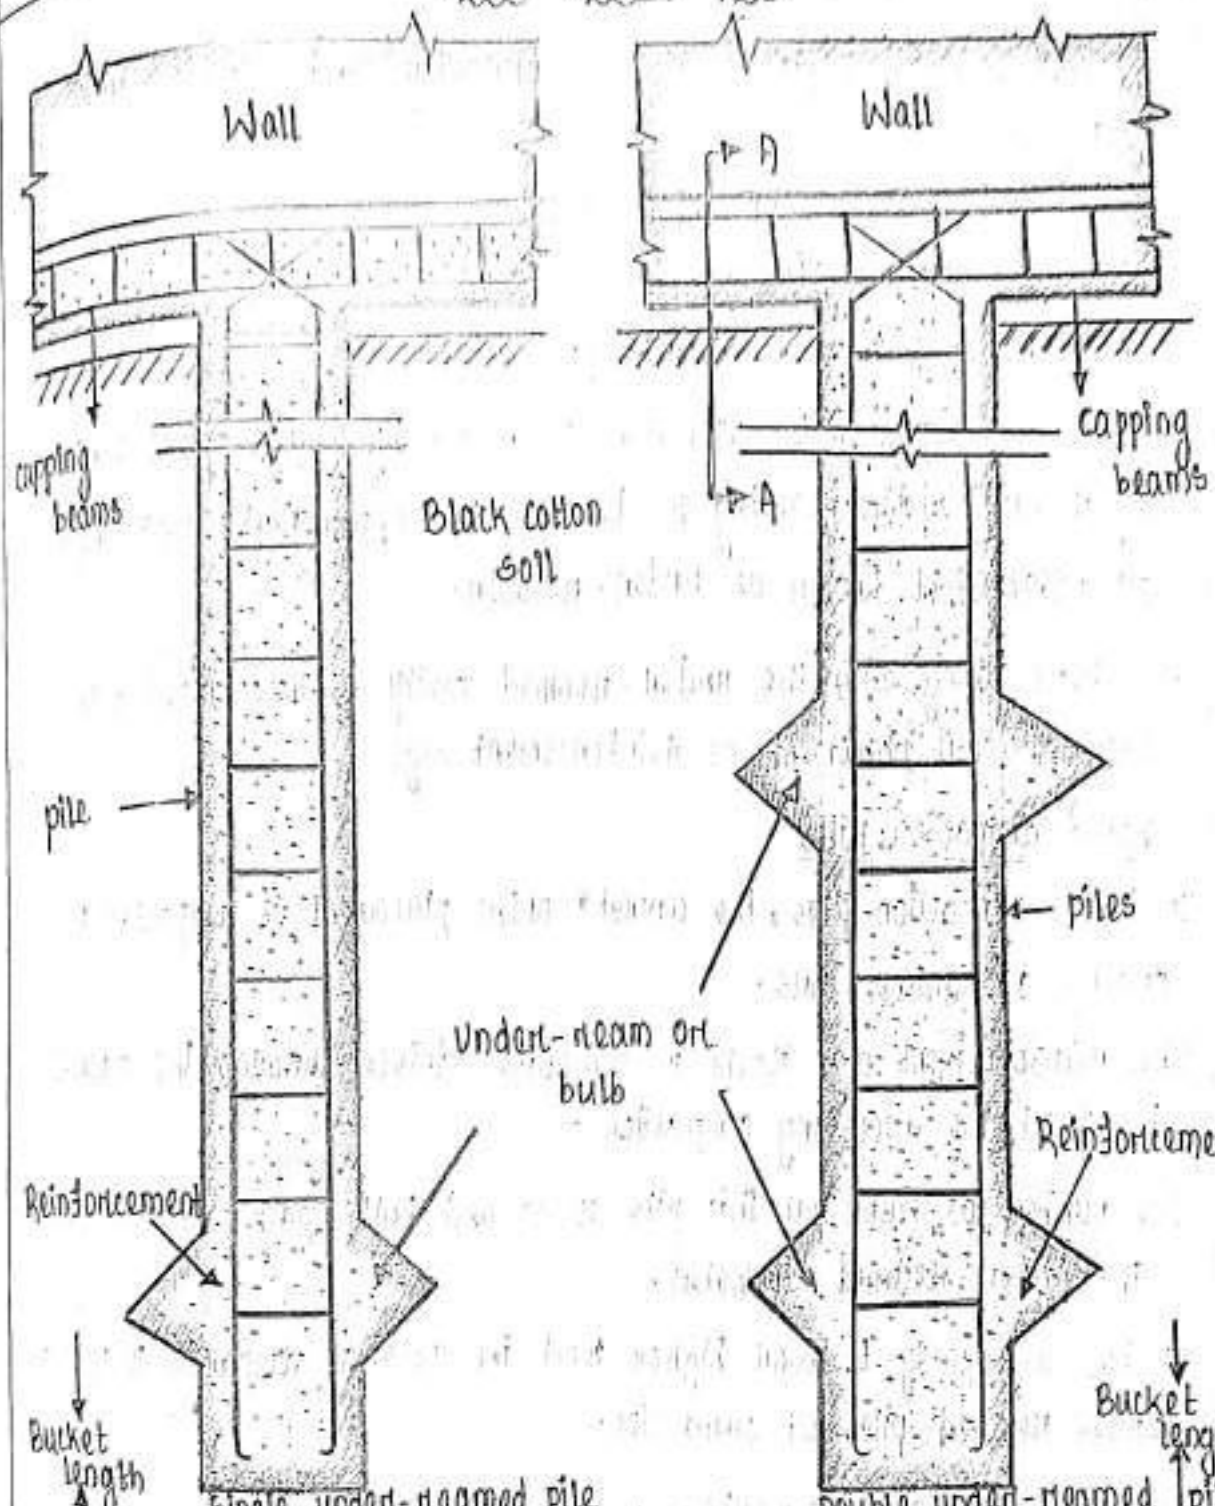 Wall
Wall
A
capping
beams
capping
beams
Black cotton
soil
A
pile
piles
Under-ream or
bulb
Reinforcement
Reinforceme
Bucket
length
Bucket
leng
Single under-reamed pile
Double under-reamed pi